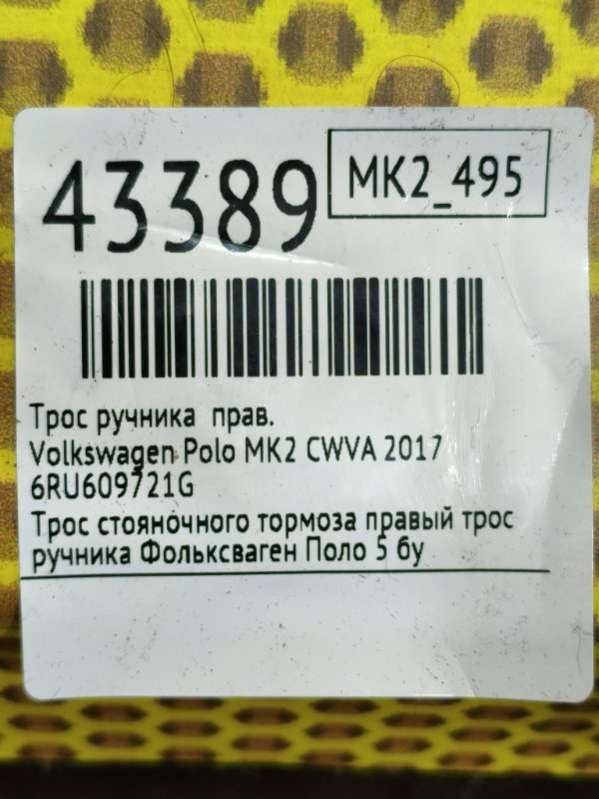 43389
MK2_495
Трос ручника прав.
Volkswagen Polo MK2 CWVA 2017
6RU609721G
Трос стояночного тормоза правый трос
ручника Фольксваген Поло 5 бу